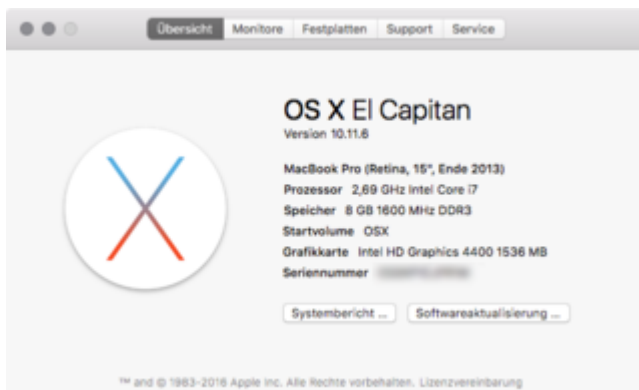 Übersicht Monitore Festplatten Support Service
OS X El Capitan
Version 10.11.6
MacBook Pro (Retina, 15", Ende 2013)
Prozessor 2,69 GHz Intel Core i7
Speicher 8 GB 1600 MHz DDR3
Startvolume OSX
Grafikkarte Intel HD Graphics 4400 1536 MB
Seriennummer
Systembericht ... Softwareaktualisierung ...
™ and © 1983-2016 Apple Inc. Alle Rechte vorbehalten. Lizenzvereinbarung